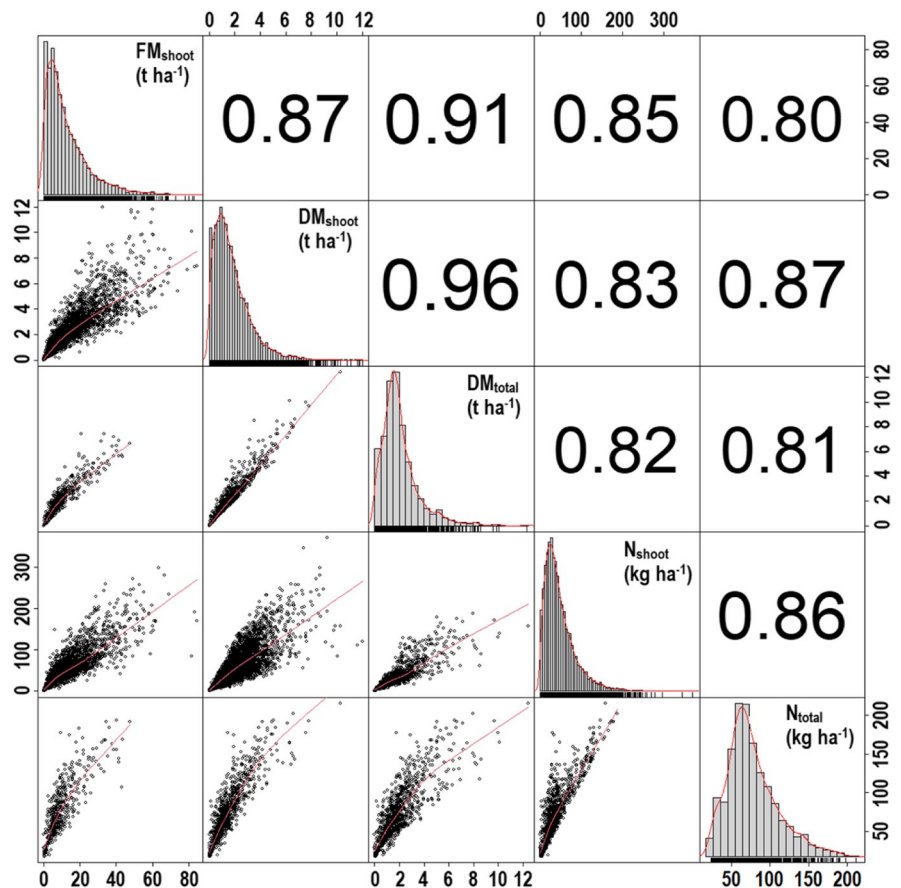 0 2 4 6 8 10 12
0 100 200 300
FMshoot
(t ha-1)
0.87
0.91
0.85
0.80
0 20 40 60 80
0 2 4 6 8 10 12
DMshoot
(t ha-1)
0.96
0.83
0.87
DMtotal
(t ha-1)
0.82
0.81
0 2 4 6 8 10 12
0 100 200 300
Nshoot
(kg ha-1)
0.86
Ntotal
(kg ha-1)
50 100 150 200
0 20 40 60 80
0 2 4 6 8 10 12
50 100 150 200